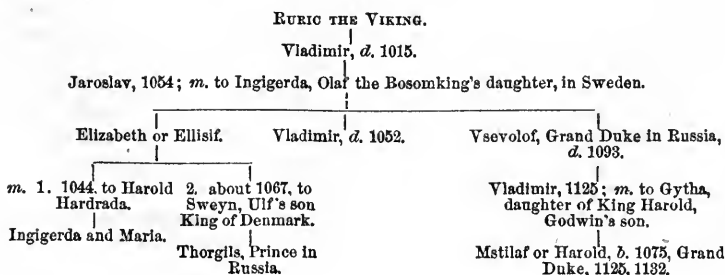 RURIC THE VIKING.
Vladimir, d. 1015.
Jaroslav, 1054; m. to Ingigerda, Olaf the Bosomking's daughter, in Sweden.
Elizabeth or Ellisif.
Vladimir, d. 1052.
Vsevolof, Grand Duke in Russia,
d. 1093.
m. 1. 1044, to Harold
Hardrada.
Ingigerda and Maria.
2. about 1067, to
Sweyn, Ulf's son
King of Denmark.
Thorgils, Prince in
Russia.
Vladimir, 1125; m. to Gytha,
daughter of King Harold,
Godwin's son.
Mstilaf or Harold, b. 1075, Grand
Duke, 1125, 1132.